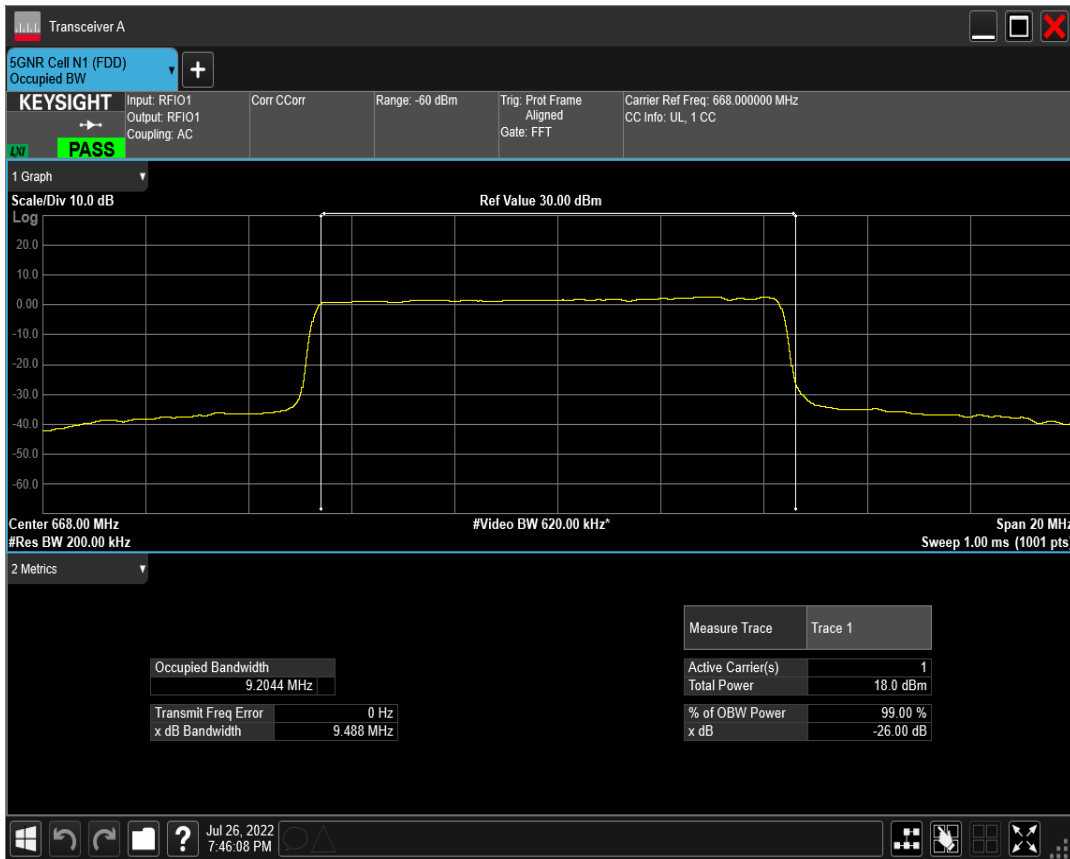 Transceiver A
5GNR Cell N1 (FDD)
Occupied BW
+
KEYSIGHT
LXI
PASS
Input: RFIO1
Output: RFIO1
Coupling: AC
Corr CCorr
Range: -60 dBm
Trig: Prot Frame
Aligned
Gate: FFT
Carrier Ref Freq: 668.000000 MHz
CC Info: UL, 1 CC
1 Graph
Scale/Div 10.0 dB
Ref Value 30.00 dBm
Log
20.0
10.0
0.00
-10.0
-20.0
-30.0
-40.0
-50.0
-60.0
Center 668.00 MHz
#Video BW 620.00 kHz*
Span 20 MHz
#Res BW 200.00 kHz
Sweep 1.00 ms (1001 pts)
2 Metrics
Measure Trace Trace 1
Occupied Bandwidth
9.2044 MHz
Active Carrier(s) 1
Total Power 18.0 dBm
Transmit Freq Error 0 Hz
x dB Bandwidth 9.488 MHz
% of OBW Power 99.00 %
x dB -26.00 dB
?
Jul 26, 2022
7:46:08 PM